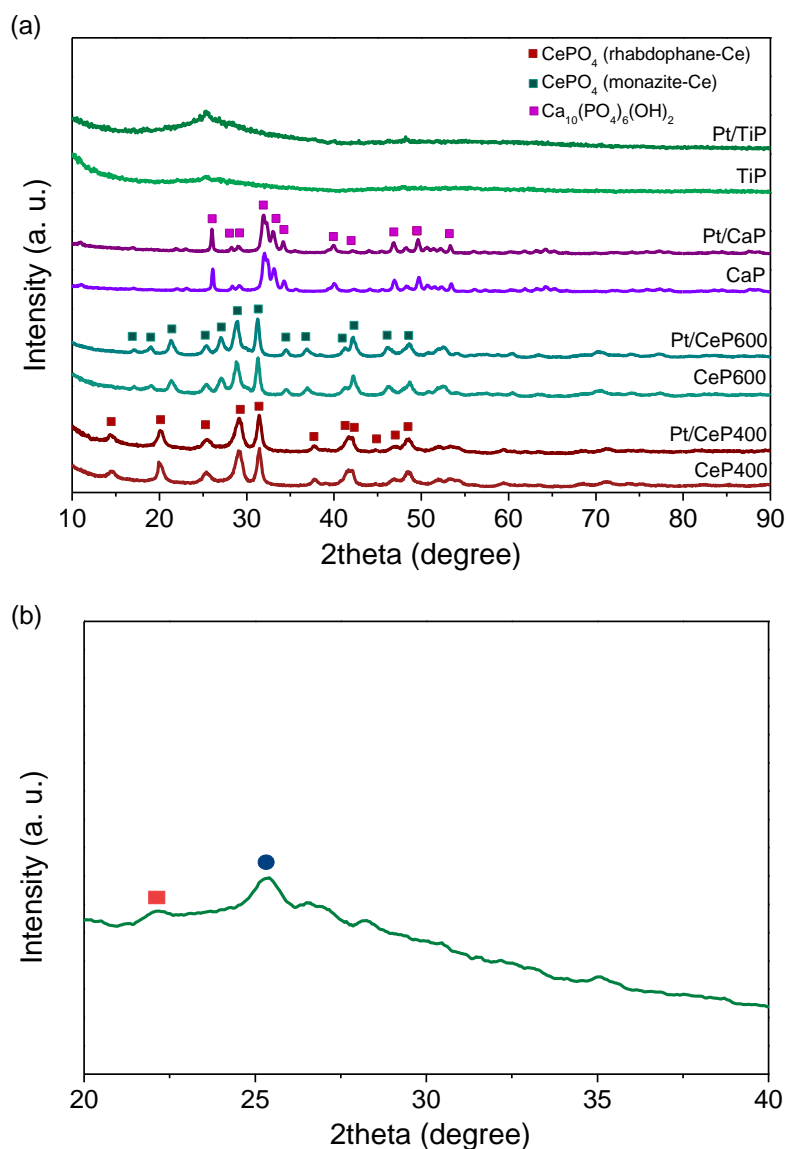 (a)
CePO4 (rhabdophane-Ce)
CePO4 (monazite-Ce)
Ca10(PO4)6(OH)2
Pt/TiP
TiP
Pt/CaP
CaP
Pt/CeP600
CeP600
Pt/CeP400
CeP400
Intensity (a. u.)
10 20 30 40 50 60 70 80 90
2theta (degree)
(b)
Intensity (a. u.)
20 25 30 35 40
2theta (degree)